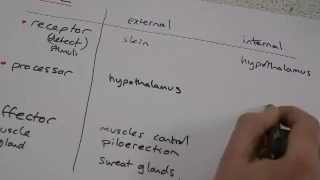 external
internal
• receptor
(detect)
stimuli
skin
hypothalamus
• processor
hypothalamus
ffector
uscle
gland
muscles control
piloerection
sweat glands